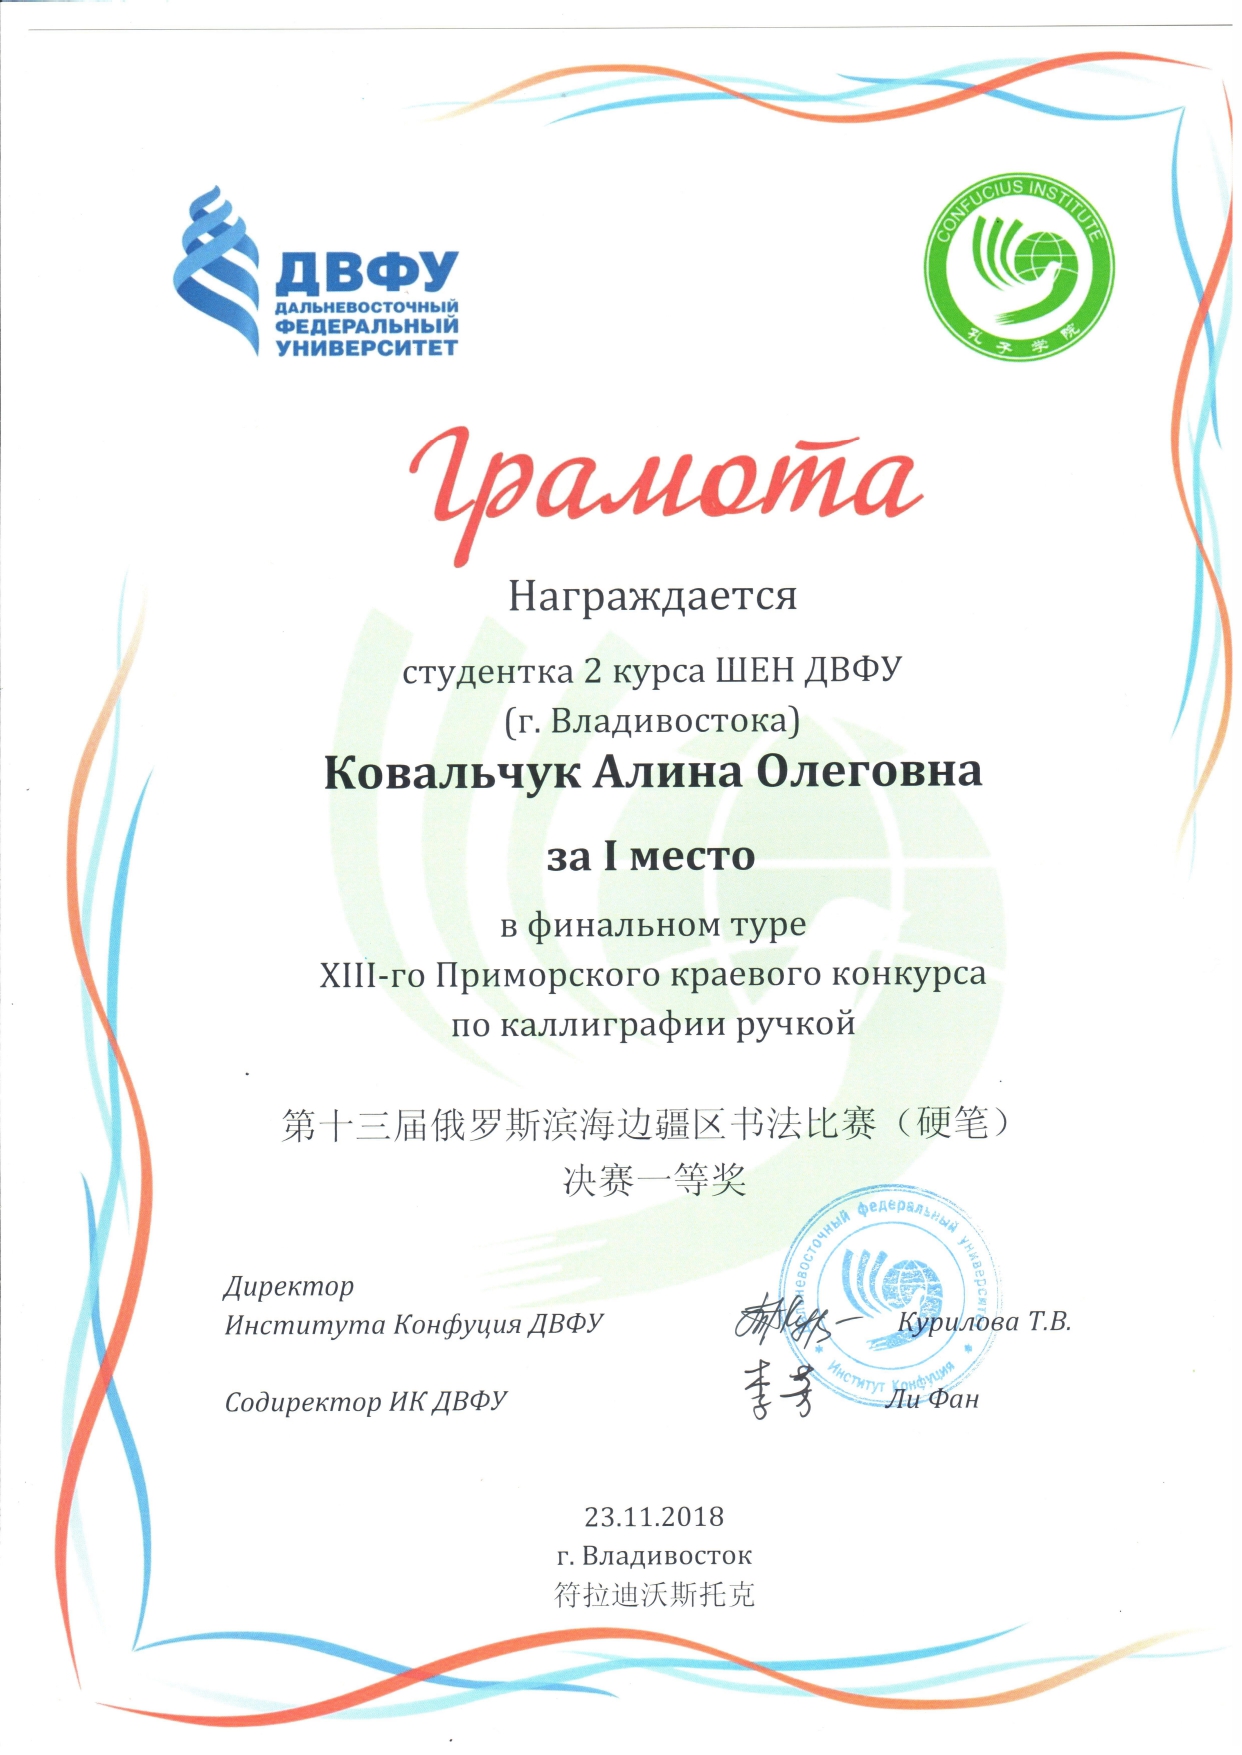 ДВФУ
ДАЛЬНЕВОСТОЧНЫЙ
ФЕДЕРАЛЬНЫЙ
УНИВЕРСИТЕТ
CONFUCIUS INSTITUTE
孔子学院
Грамота
Награждается
студентка 2 курса ШЕН ДВФУ
(г. Владивостока)
Ковальчук Алина Олеговна
за I место
в финальном туре
XIII-го Приморского краевого конкурса
по каллиграфии ручкой
第十三届俄罗斯滨海边疆区书法比赛（硬笔）
决赛一等奖
Директор
Института Конфуция ДВФУ
Курилова Т.В.
Дальневосточный федеральный университет
* Институт Конфуция *
李芳
Содиректор ИК ДВФУ
Ли Фан
23.11.2018
г. Владивосток
符拉迪沃斯托克